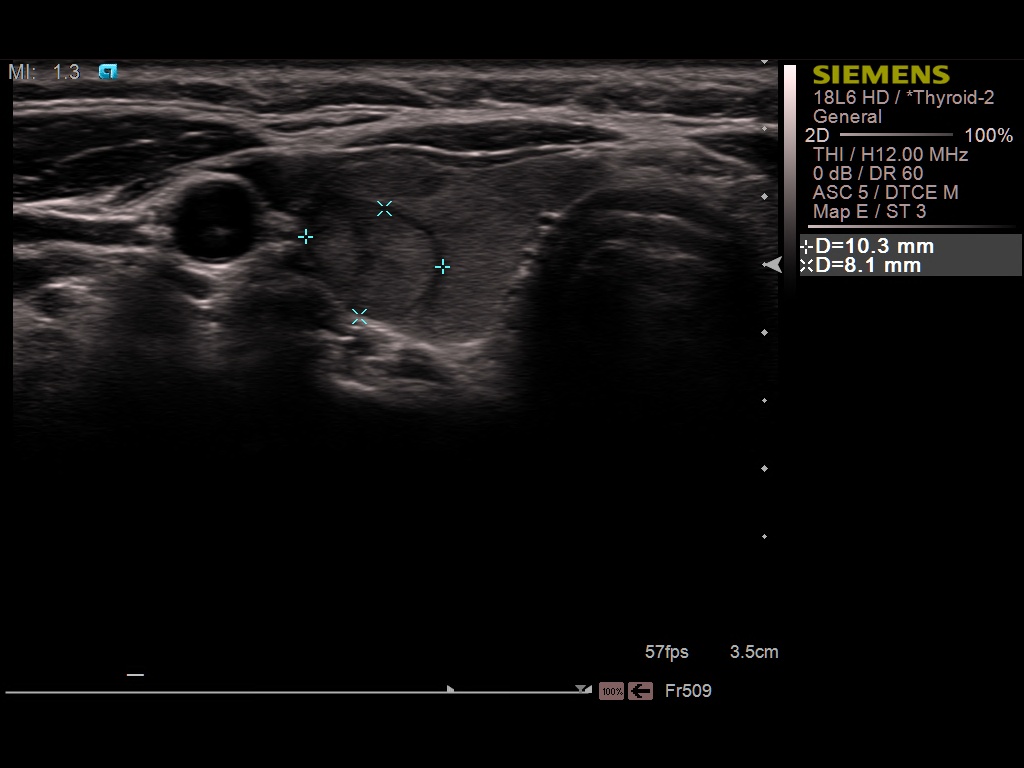 MI: 1.3
SIEMENS
18L6 HD / *Thyroid-2
General
2D 100%
THI / H12.00 MHz
0 dB / DR 60
ASC 5 / DTCE M
Map E / ST 3
D=10.3 mm
D=8.1 mm
57fps 3.5cm
100% Fr509